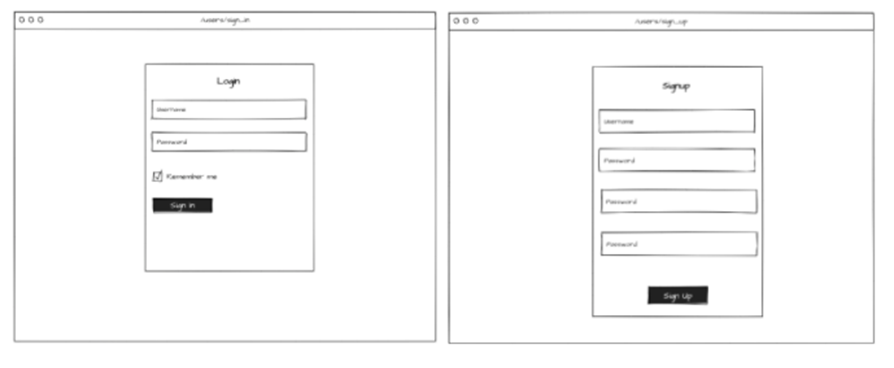 /users/sign_in
Login
Username
Password
Remember me
Sign in
/users/sign_up
Signup
Username
Password
Password
Password
Sign Up